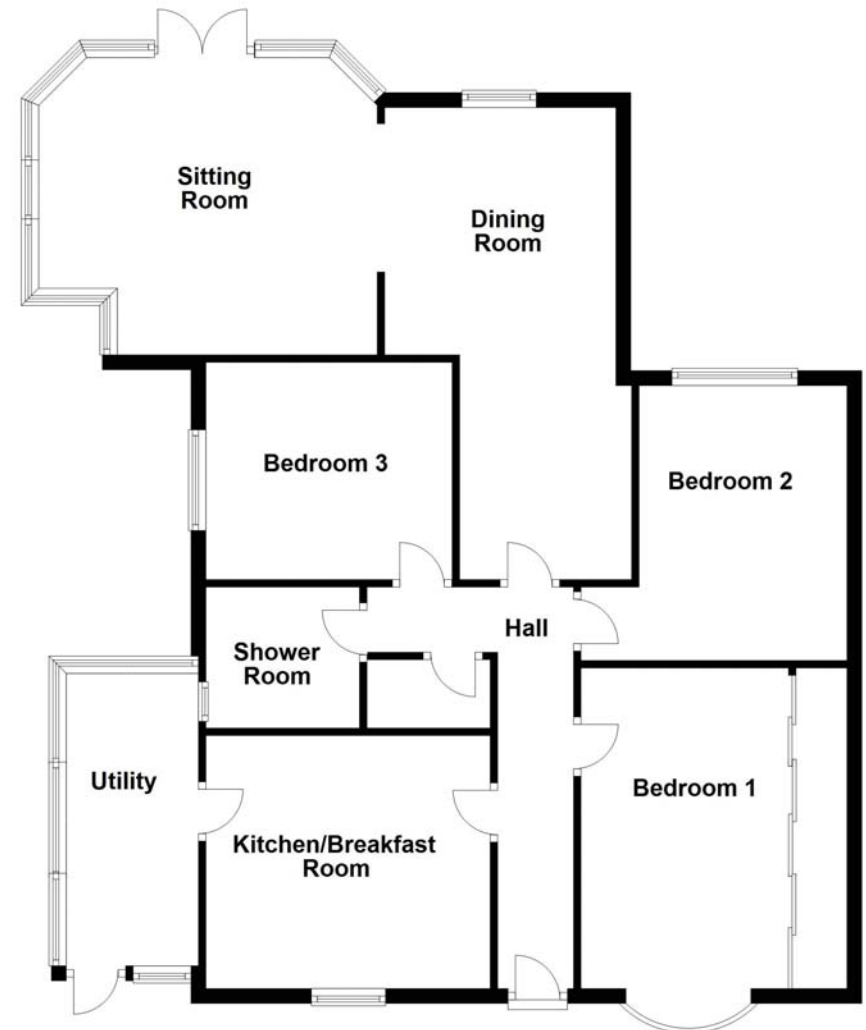 Sitting
Room
Dining
Room
Bedroom 3
Bedroom 2
Hall
Shower
Room
Utility
Bedroom 1
Kitchen/Breakfast
Room